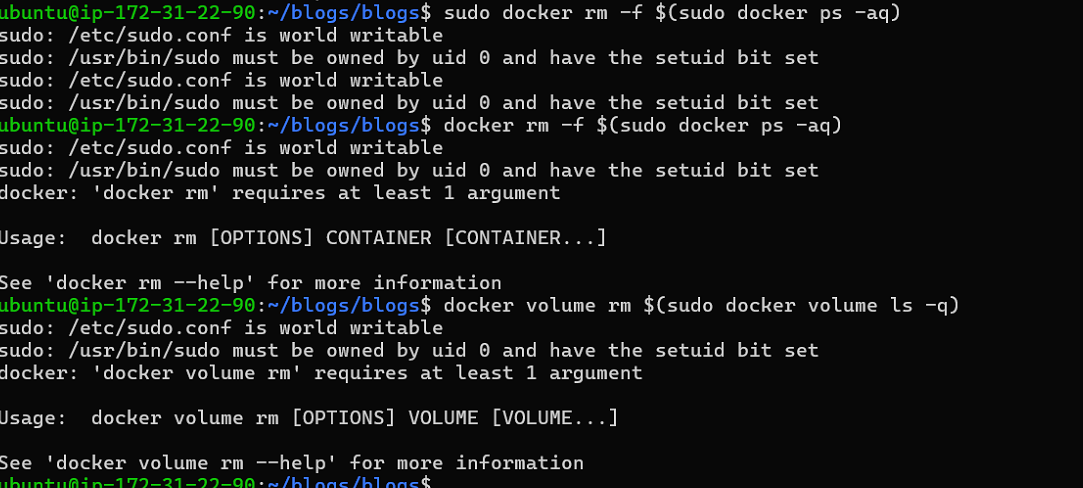 ubuntu@ip-172-31-22-90:~/blogs/blogs$ sudo docker rm -f $(sudo docker ps -aq)
sudo: /etc/sudo.conf is world writable
sudo: /usr/bin/sudo must be owned by uid 0 and have the setuid bit set
sudo: /etc/sudo.conf is world writable
sudo: /usr/bin/sudo must be owned by uid 0 and have the setuid bit set
ubuntu@ip-172-31-22-90:~/blogs/blogs$ docker rm -f $(sudo docker ps -aq)
sudo: /etc/sudo.conf is world writable
sudo: /usr/bin/sudo must be owned by uid 0 and have the setuid bit set
docker: 'docker rm' requires at least 1 argument

Usage:  docker rm [OPTIONS] CONTAINER [CONTAINER...]

See 'docker rm --help' for more information
ubuntu@ip-172-31-22-90:~/blogs/blogs$ docker volume rm $(sudo docker volume ls -q)
sudo: /etc/sudo.conf is world writable
sudo: /usr/bin/sudo must be owned by uid 0 and have the setuid bit set
docker: 'docker volume rm' requires at least 1 argument

Usage:  docker volume rm [OPTIONS] VOLUME [VOLUME...]

See 'docker volume rm --help' for more information
ubuntu@ip-172-31-22-90:~/blogs/blogs$